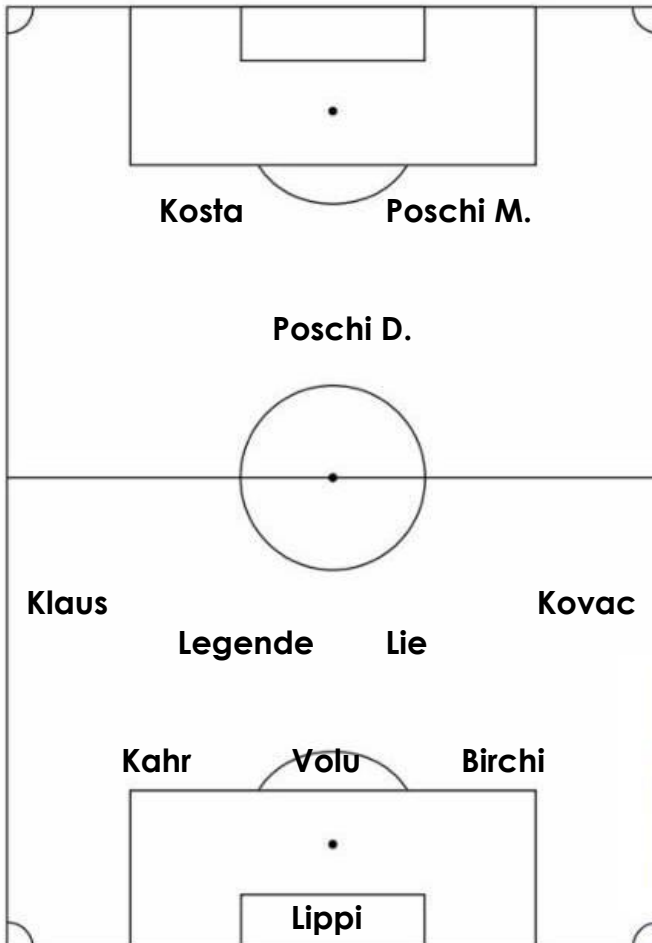 Kosta Poschi M.
Poschi D.
Klaus Kovac
Legende Lie
Kahr Volu Birchi
Lippi